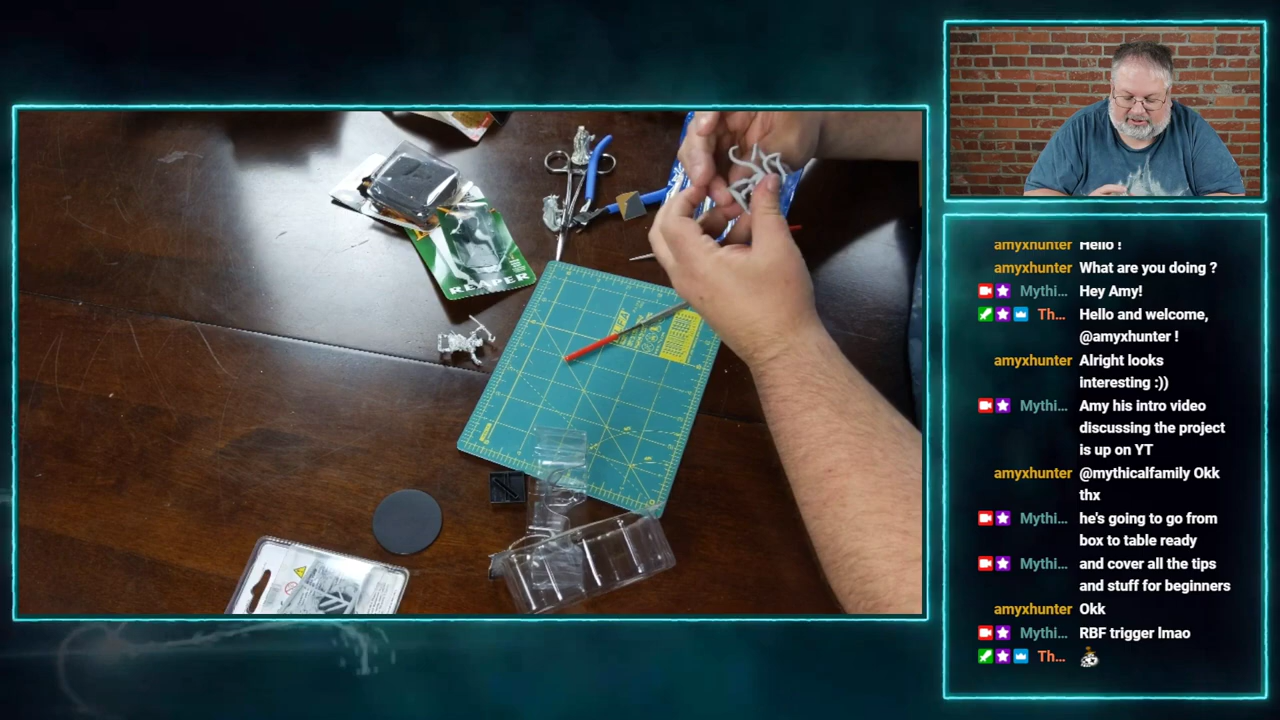 REAPER
amyxhunter Hello !
amyxhunter What are you doing ?
Mythi... Hey Amy!
Th... Hello and welcome,
@amyxhunter !
amyxhunter Alright looks
interesting :))
Mythi... Amy his intro video
discussing the project
is up on YT
amyxhunter @mythicalfamily Okk
thx
Mythi... he's going to go from
box to table ready
Mythi... and cover all the tips
and stuff for beginners
amyxhunter Okk
Mythi... RBF trigger lmao
Th...